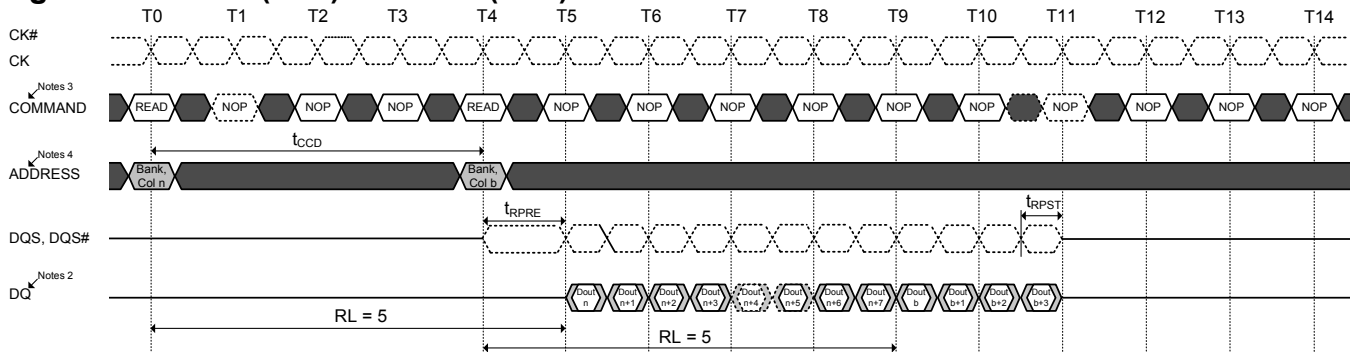 T0 T1 T2 T3 T4 T5 T6 T7 T8 T9 T10 T11 T12 T13 T14
CK#
CK
Notes 3
COMMAND READ NOP NOP NOP READ NOP NOP NOP NOP NOP NOP NOP NOP NOP NOP
tCCD
Notes 4
ADDRESS Bank, Col n Bank, Col b
tRPRE tRPST
DQS, DQS#
Notes 2
DQ Dout n Dout n+1 Dout n+2 Dout n+3 Dout n+4 Dout n+5 Dout n+6 Dout n+7 Dout b Dout b+1 Dout b+2 Dout b+3
RL = 5
RL = 5